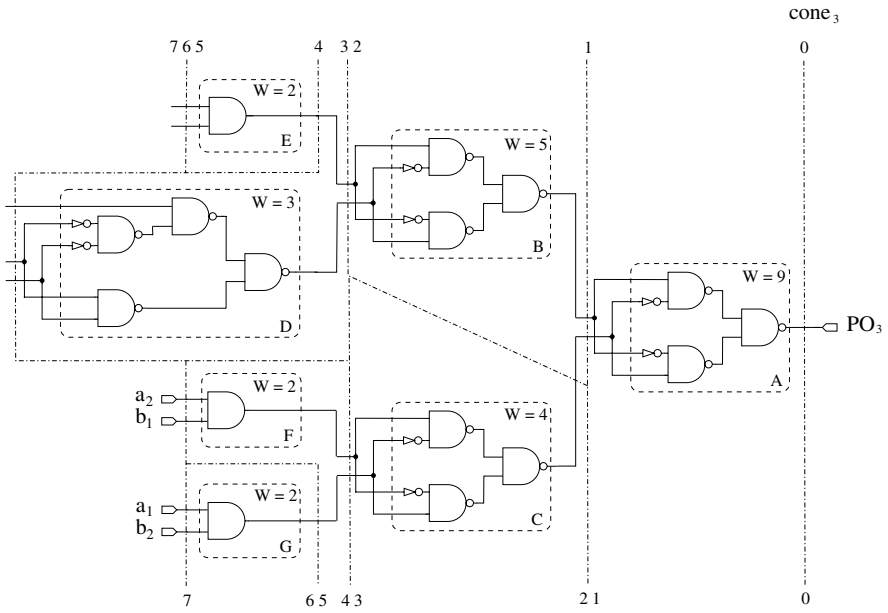 cone₃
7 6 5 4 3 2 1 0
W = 2
E
W = 5
B
W = 3
D
W = 9
A
PO₃
a₂
b₁
W = 2
F
W = 4
C
a₁
b₂
W = 2
G
7 6 5 4 3 2 1 0